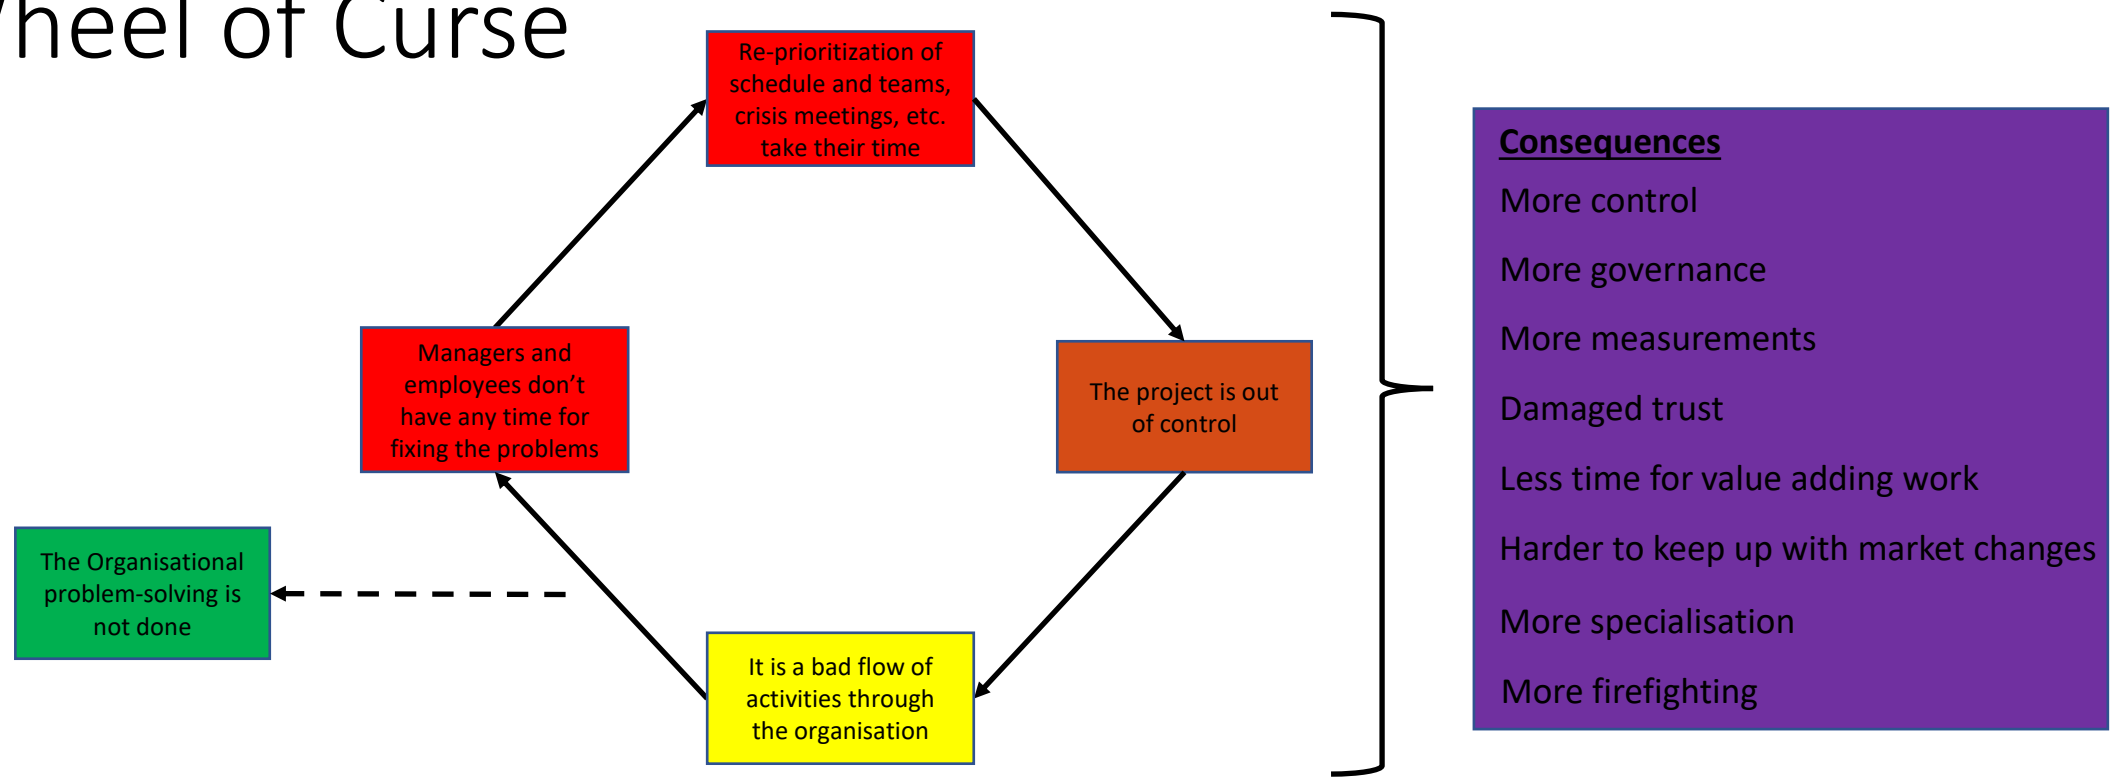 heel of Curse
Re-prioritization of
schedule and teams,
crisis meetings, etc.
take their time
Managers and
employees don’t
have any time for
fixing the problems
The project is out
of control
The Organisational
problem-solving is
not done
It is a bad flow of
activities through
the organisation
Consequences
More control
More governance
More measurements
Damaged trust
Less time for value adding work
Harder to keep up with market changes
More specialisation
More firefighting